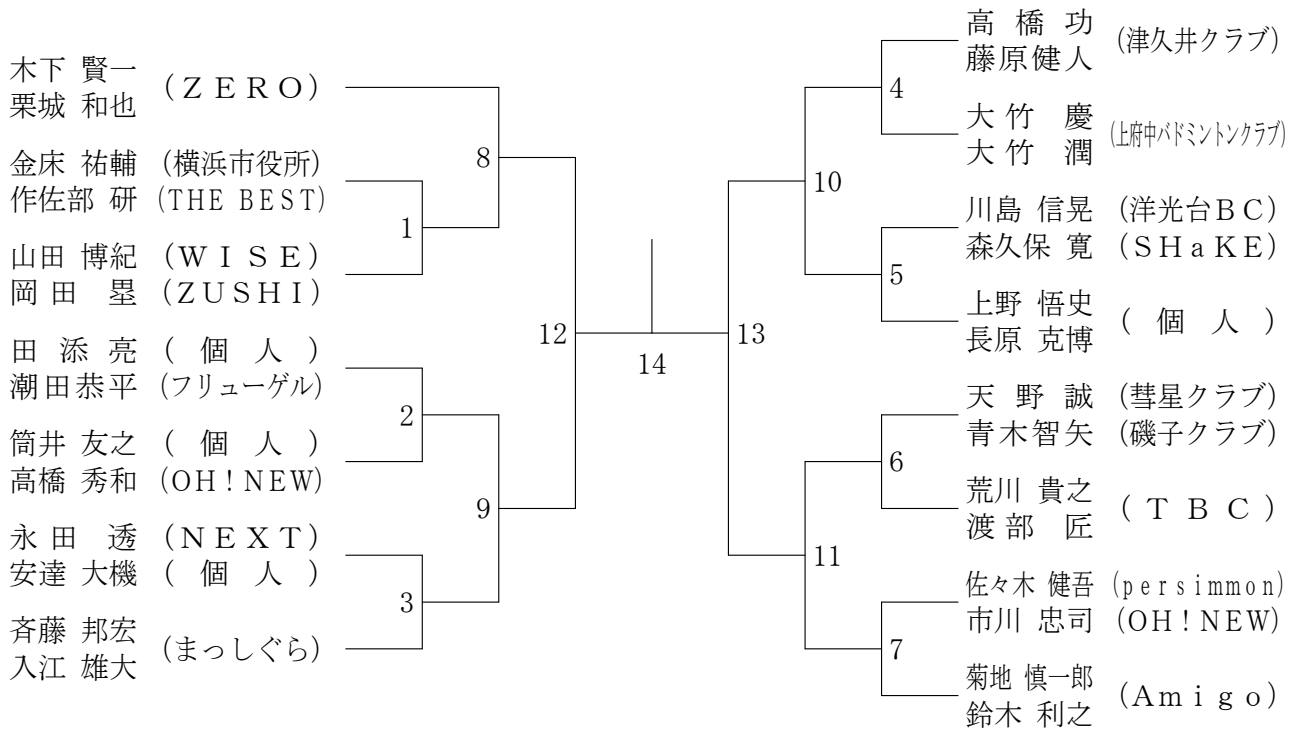 木下 賢一 (ZERO)
栗城 和也
金床 祐輔 (横浜市役所)
作佐部 研 (THE BEST)
山田 博紀 (WISE)
岡田 塁 (ZUSHI)
田添亮 (個人)
潮田恭平 (フリューゲル)
筒井 友之 (個人)
高橋 秀和 (OH!NEW)
永田 透 (NEXT)
安達 大機 (個人)
斉藤 邦宏 (まっしぐら)
入江 雄大
8
1
12
2
9
3
14
高橋功 (津久井クラブ)
藤原健人
大竹 慶 (上府中バドミントンクラブ)
大竹 潤
川島 信晃 (洋光台BC)
森久保 寛 (SHaKE)
上野 悟史 (個人)
長原 克博
天野誠 (彗星クラブ)
青木智矢 (磯子クラブ)
荒川 貴之 (TBC)
渡部 匠
佐々木 健吾 (persimmon)
市川 忠司 (OH!NEW)
菊地 慎一郎 (Amigo)
鈴木 利之
4
10
5
13
6
11
7